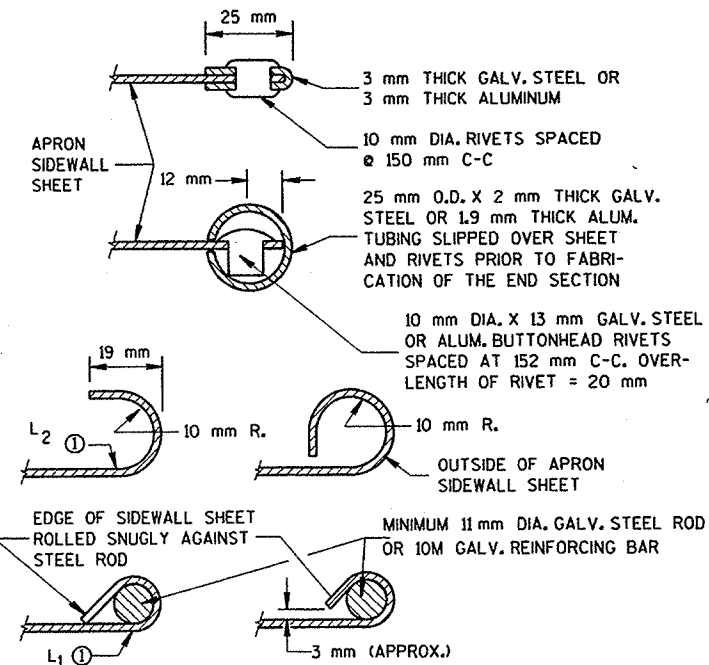 25 mm
3 mm THICK GALV. STEEL OR
3 mm THICK ALUMINUM
10 mm DIA. RIVETS SPACED
@ 150 mm C-C
APRON
SIDEWALL
SHEET
12 mm
25 mm O.D. X 2 mm THICK GALV.
STEEL OR 1.9 mm THICK ALUM.
TUBING SLIPPED OVER SHEET
AND RIVETS PRIOR TO FABRI-
CATION OF THE END SECTION
10 mm DIA. X 13 mm GALV. STEEL
OR ALUM. BUTTONHEAD RIVETS
SPACED AT 152 mm C-C. OVER-
LENGTH OF RIVET = 20 mm
19 mm
10 mm R.
L2 ①
10 mm R.
OUTSIDE OF APRON
SIDEWALL SHEET
EDGE OF SIDEWALL SHEET
ROLLED SNUGLY AGAINST
STEEL ROD
MINIMUM 11 mm DIA. GALV. STEEL ROD
OR 10M GALV. REINFORCING BAR
L1 ①
3 mm (APPROX.)